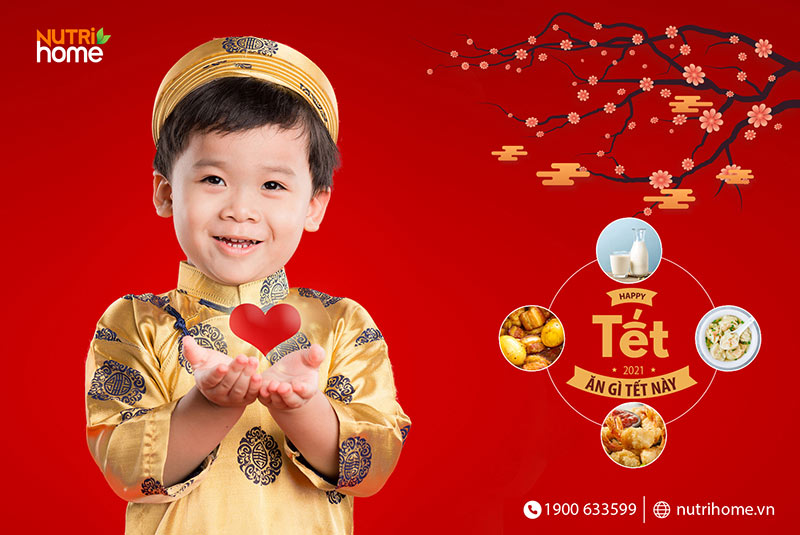 NUTRi
home
HAPPY
Tết
2021
ĂN GÌ TẾT NÀY
1900 633599
nutrihome.vn